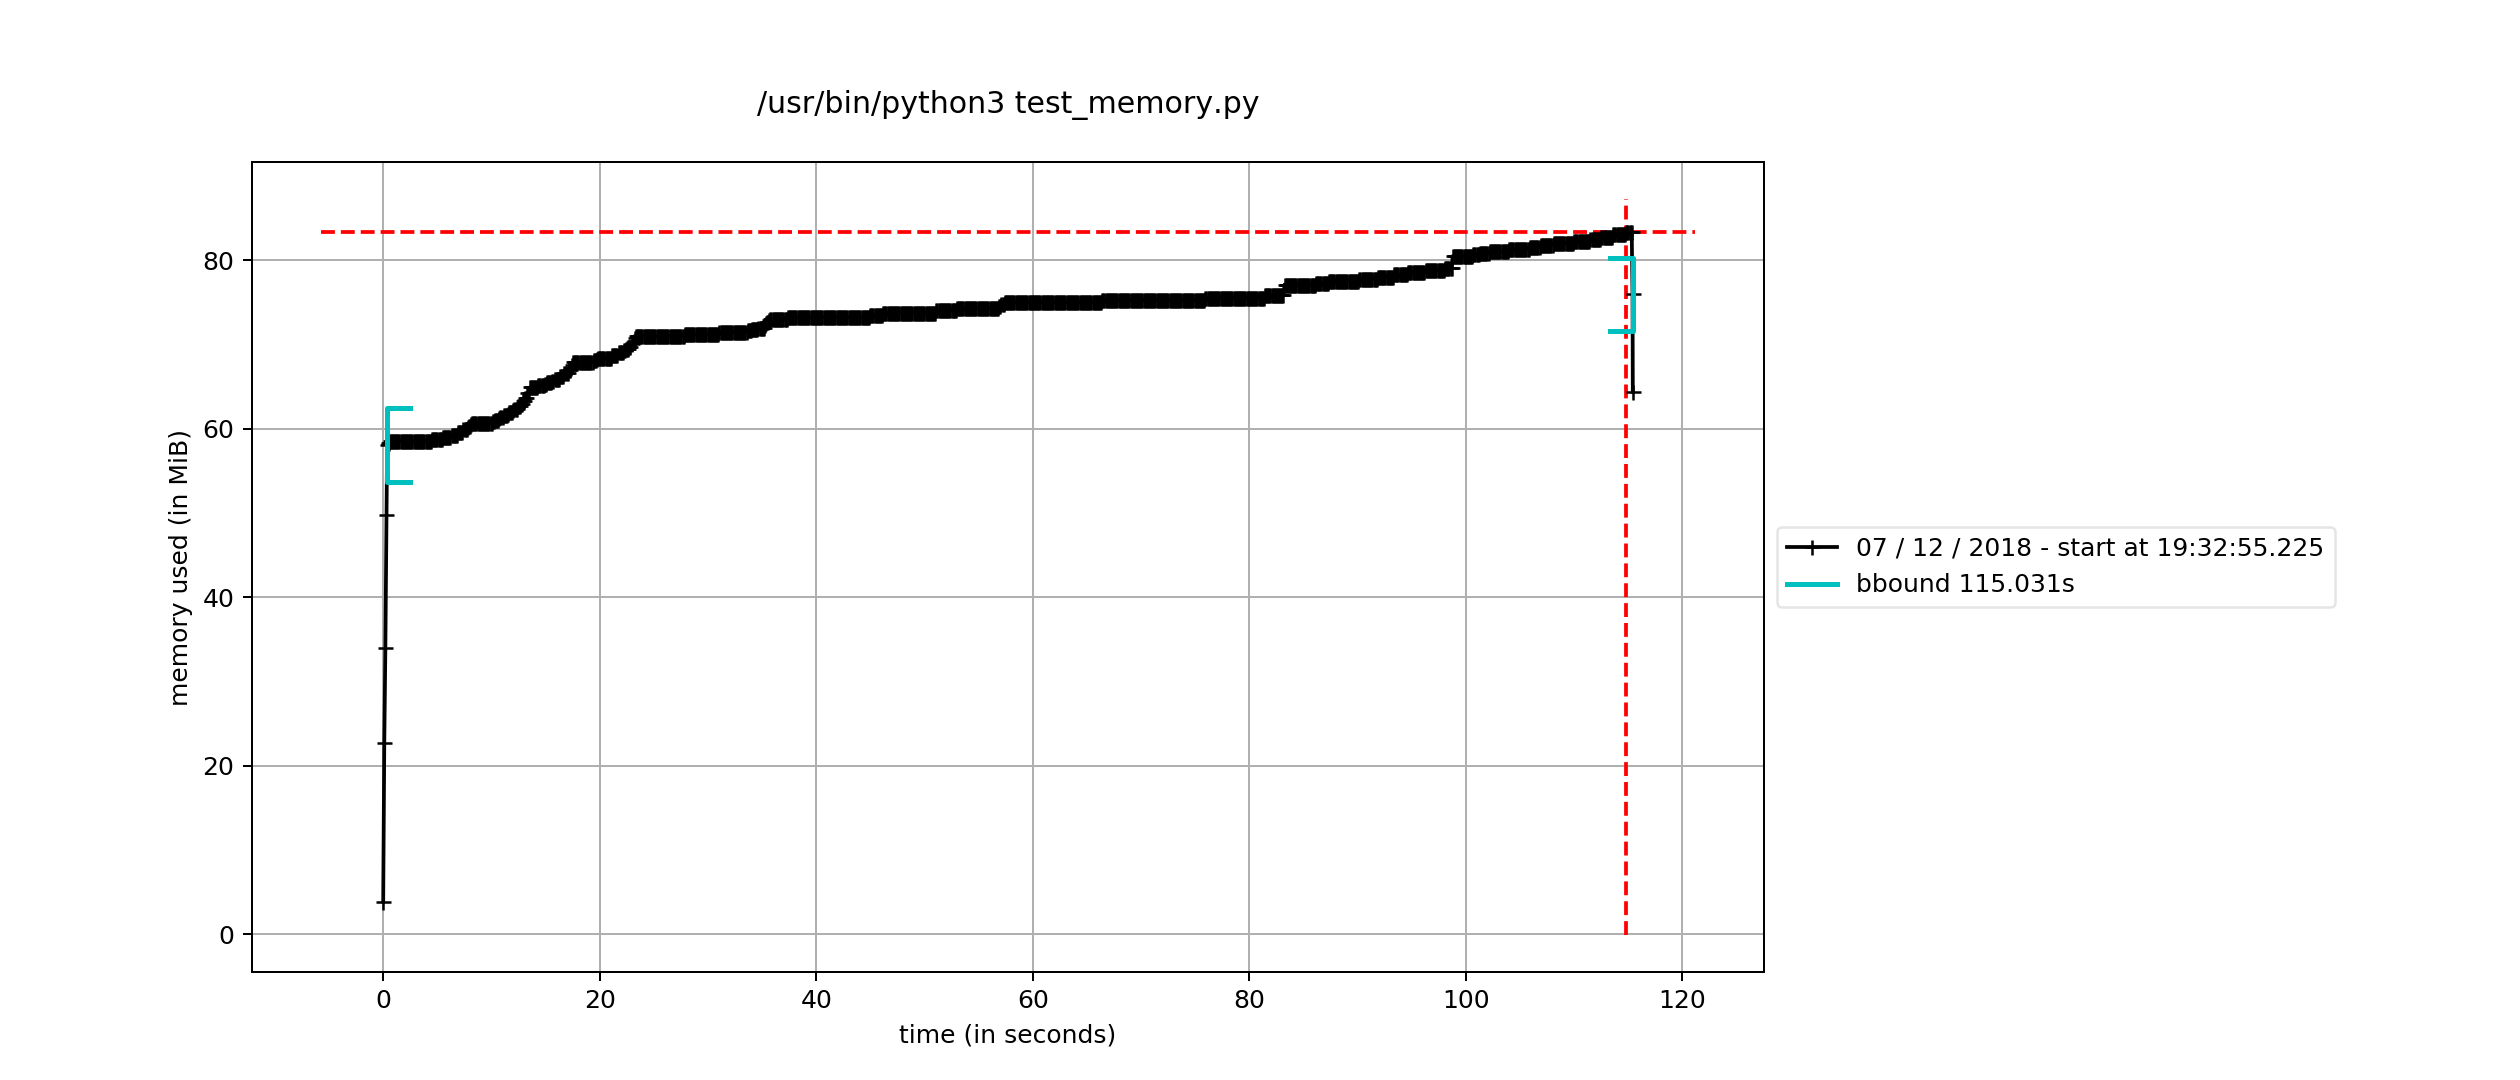 /usr/bin/python3 test_memory.py
memory used (in MiB)
80
60
40
20
0
0 20 40 60 80 100 120
time (in seconds)
07 / 12 / 2018 - start at 19:32:55.225
bbound 115.031s